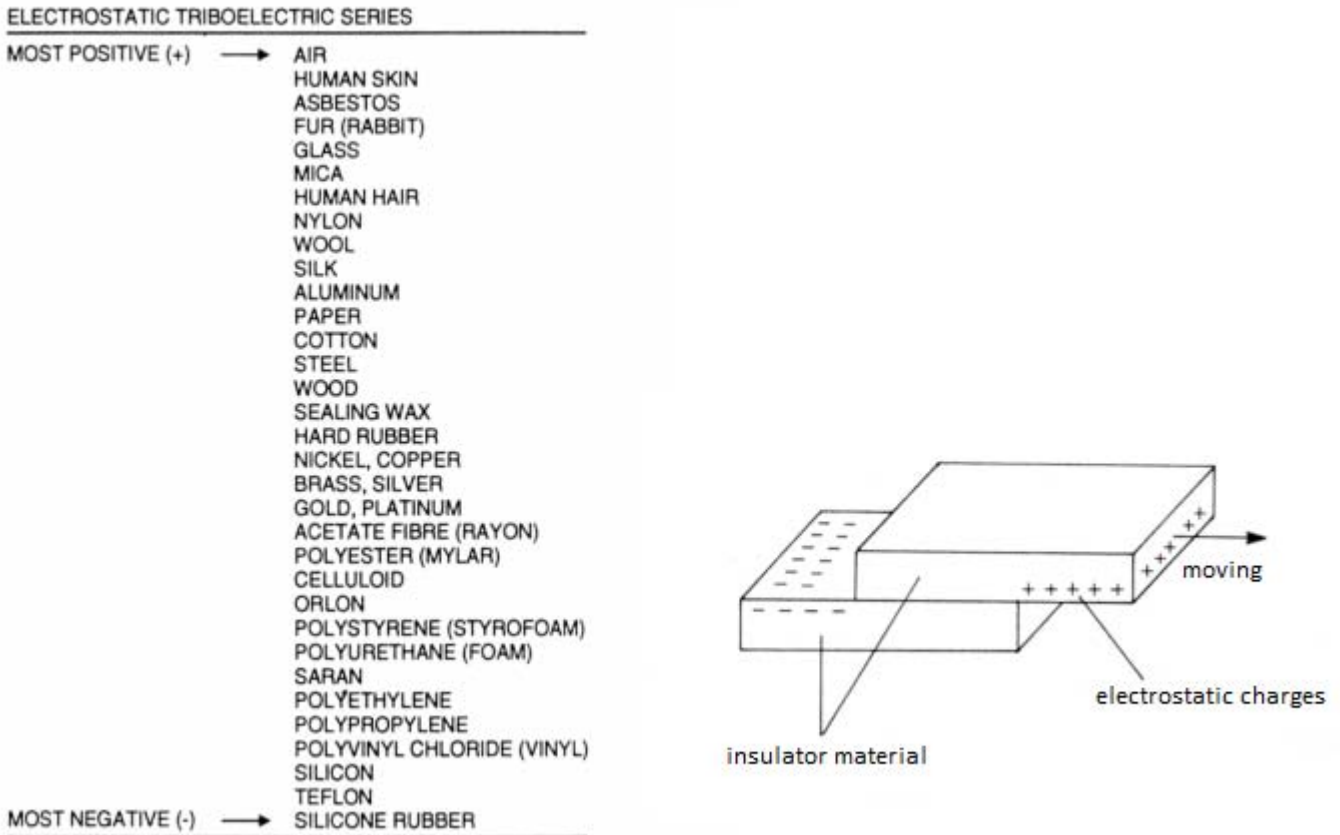 ELECTROSTATIC TRIBOELECTRIC SERIES
MOST POSITIVE (+) → AIR
HUMAN SKIN
ASBESTOS
FUR (RABBIT)
GLASS
MICA
HUMAN HAIR
NYLON
WOOL
SILK
ALUMINUM
PAPER
COTTON
STEEL
WOOD
SEALING WAX
HARD RUBBER
NICKEL, COPPER
BRASS, SILVER
GOLD, PLATINUM
ACETATE FIBRE (RAYON)
POLYESTER (MYLAR)
CELLULOID
ORLON
POLYSTYRENE (STYROFOAM)
POLYURETHANE (FOAM)
SARAN
POLYETHYLENE
POLYPROPYLENE
POLYVINYL CHLORIDE (VINYL)
SILICON
TEFLON
MOST NEGATIVE (-) → SILICONE RUBBER
moving
electrostatic charges
insulator material